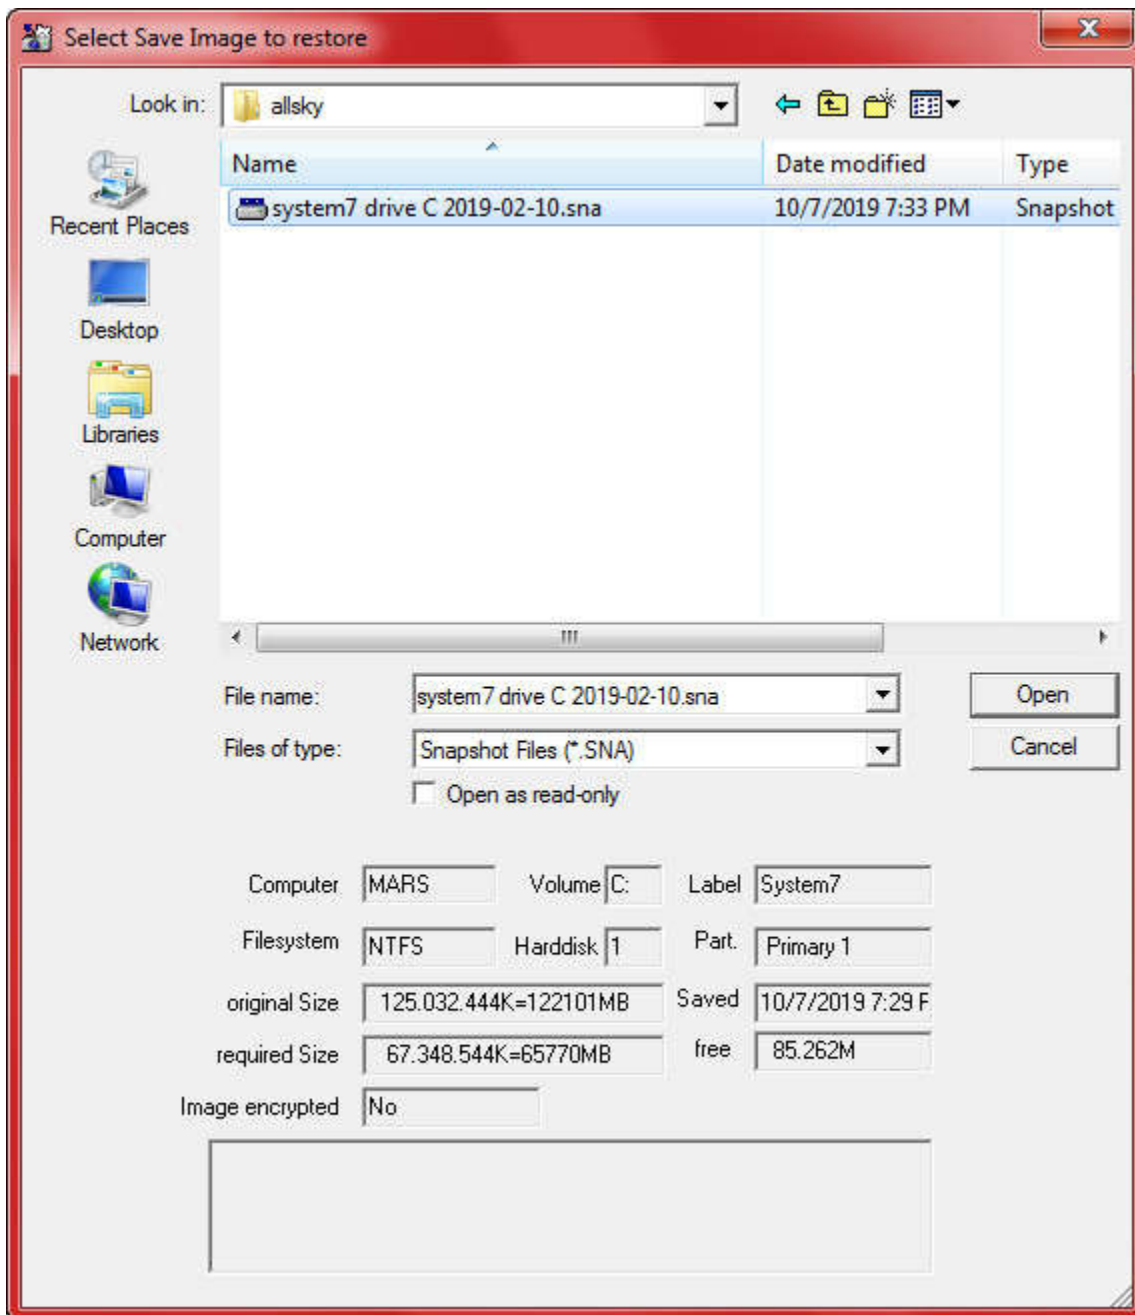 Select Save Image to restore
Look in: allsky
Name Date modified Type
system7 drive C 2019-02-10.sna 10/7/2019 7:33 PM Snapshot
Recent Places
Desktop
Libraries
Computer
Network
File name: system7 drive C 2019-02-10.sna Open
Files of type: Snapshot Files (*.SNA) Cancel
Open as read-only
Computer MARS Volume C: Label System7
Filesystem NTFS Harddisk 1 Part. Primary 1
original Size 125.032.444K=122101MB Saved 10/7/2019 7:29 P
required Size 67.348.544K=65770MB free 85.262M
Image encrypted No